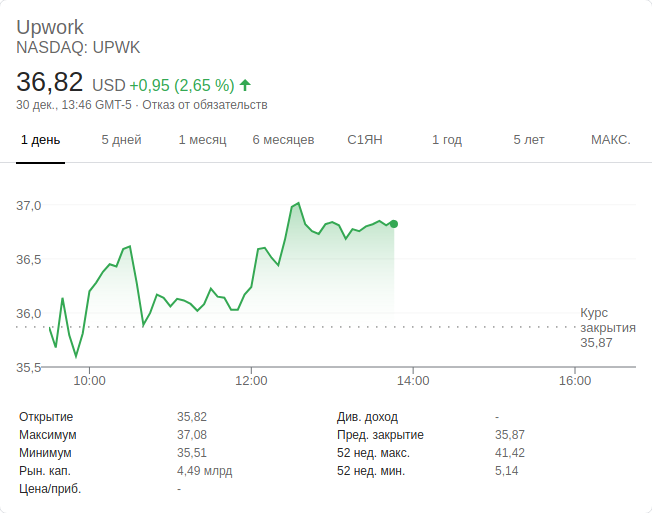 Upwork
NASDAQ: UPWK
36,82 USD +0,95 (2,65 %)
30 дек., 13:46 GMT-5 · Отказ от обязательств
1 день 5 дней 1 месяц 6 месяцев С1ЯН 1 год 5 лет МАКС.
37,0
36,5
36,0
Курс
закрытия
35,87
35,5
10:00 12:00 14:00 16:00
Открытие 35,82 Див. доход -
Максимум 37,08 Пред. закрытие 35,87
Минимум 35,51 52 нед. макс. 41,42
Рын. кап. 4,49 млрд 52 нед. мин. 5,14
Цена/приб. -